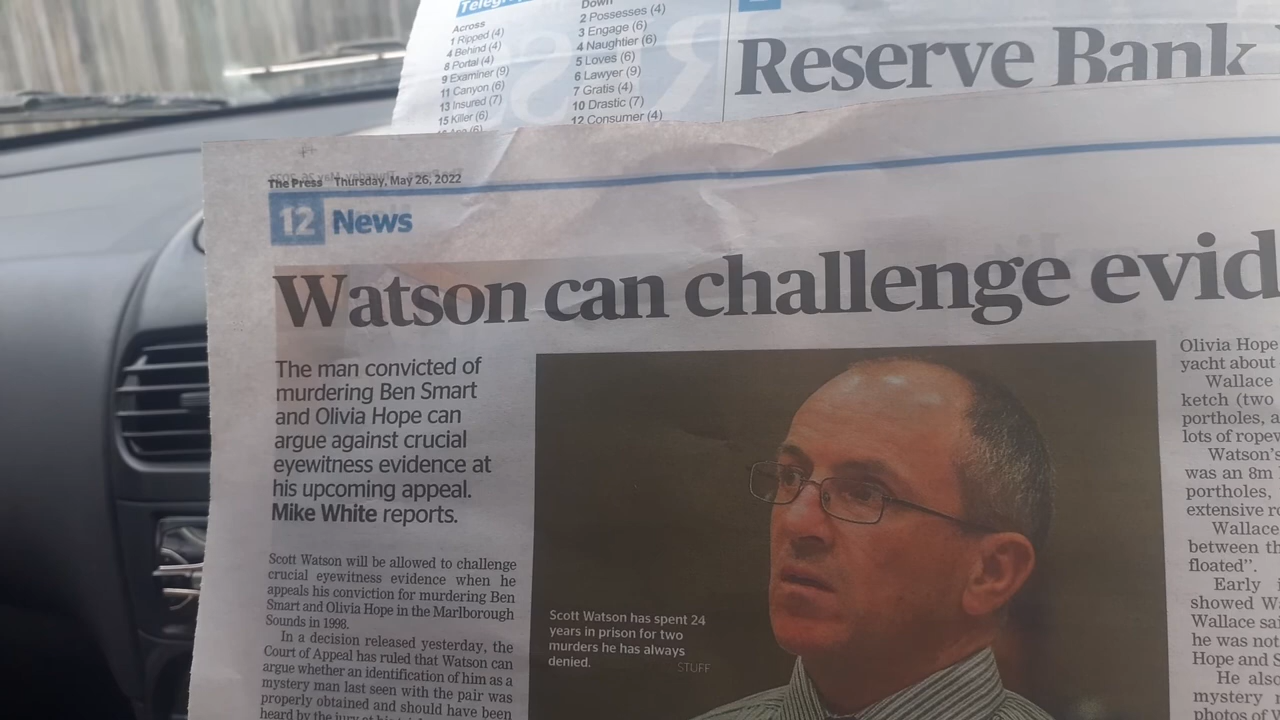 Down
Across
1 Ripped (4)
4 Behind (4)
8 Portal (4)
9 Examiner (9)
11 Canyon (6)
13 Insured (7)
15 Killer (6)
2 Possesses (4)
3 Engage (6)
4 Naughtier (6)
5 Loves (6)
6 Lawyer (9)
7 Gratis (4)
10 Drastic (7)
12 Consumer (4)
Reserve Bank
The Press Thursday, May 26, 2022
12 News
Watson can challenge evid
The man convicted of
murdering Ben Smart
and Olivia Hope can
argue against crucial
eyewitness evidence at
his upcoming appeal.
Mike White reports.
Scott Watson will be allowed to challenge
crucial eyewitness evidence when he
appeals his conviction for murdering Ben
Smart and Olivia Hope in the Marlborough
Sounds in 1998.
In a decision released yesterday, the
Court of Appeal has ruled that Watson can
argue whether an identification of him as a
mystery man last seen with the pair was
properly obtained and should have been
heard by the jury at his
Scott Watson has spent 24
years in prison for two
murders he has always
denied.
STUFF
Olivia Hope
yacht about
Wallace
ketch (two
portholes, a
lots of ropew
Watson's
was an 8m
portholes,
extensive ro
Wallace
between th
floated".
Early
showed W
Wallace sai
he was not
Hope and S
He also
mystery
photos of